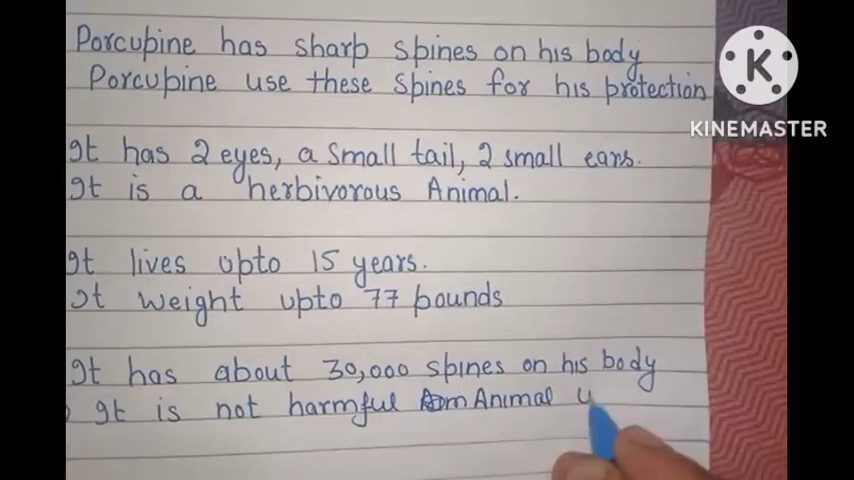 Porcupine has sharp spines on his body
Porcupine use these spines for his protection
It has 2 eyes, a small tail, 2 small ears.
It is a herbivorous Animal.
It lives upto 15 years.
It weight upto 77 pounds
It has about 30,000 spines on his body
It is not harmful Animal
K
KINEMASTER